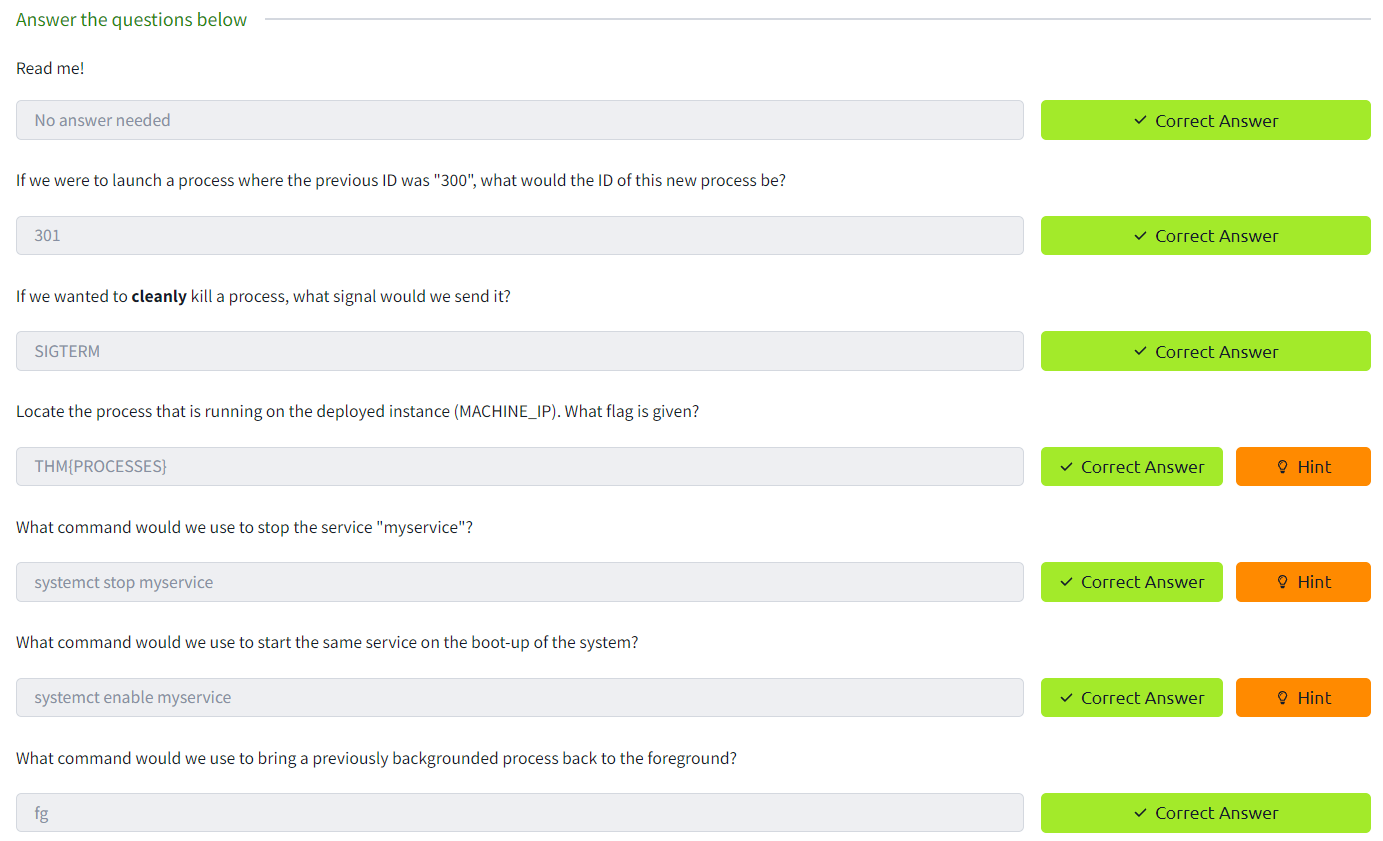 Answer the questions below
Read me!
No answer needed
Correct Answer
If we were to launch a process where the previous ID was "300", what would the ID of this new process be?
301
Correct Answer
If we wanted to cleanly kill a process, what signal would we send it?
SIGTERM
Correct Answer
Locate the process that is running on the deployed instance (MACHINE_IP). What flag is given?
THM{PROCESSES}
Correct Answer
Hint
What command would we use to stop the service "myservice"?
systemct stop myservice
Correct Answer
Hint
What command would we use to start the same service on the boot-up of the system?
systemct enable myservice
Correct Answer
Hint
What command would we use to bring a previously backgrounded process back to the foreground?
fg
Correct Answer